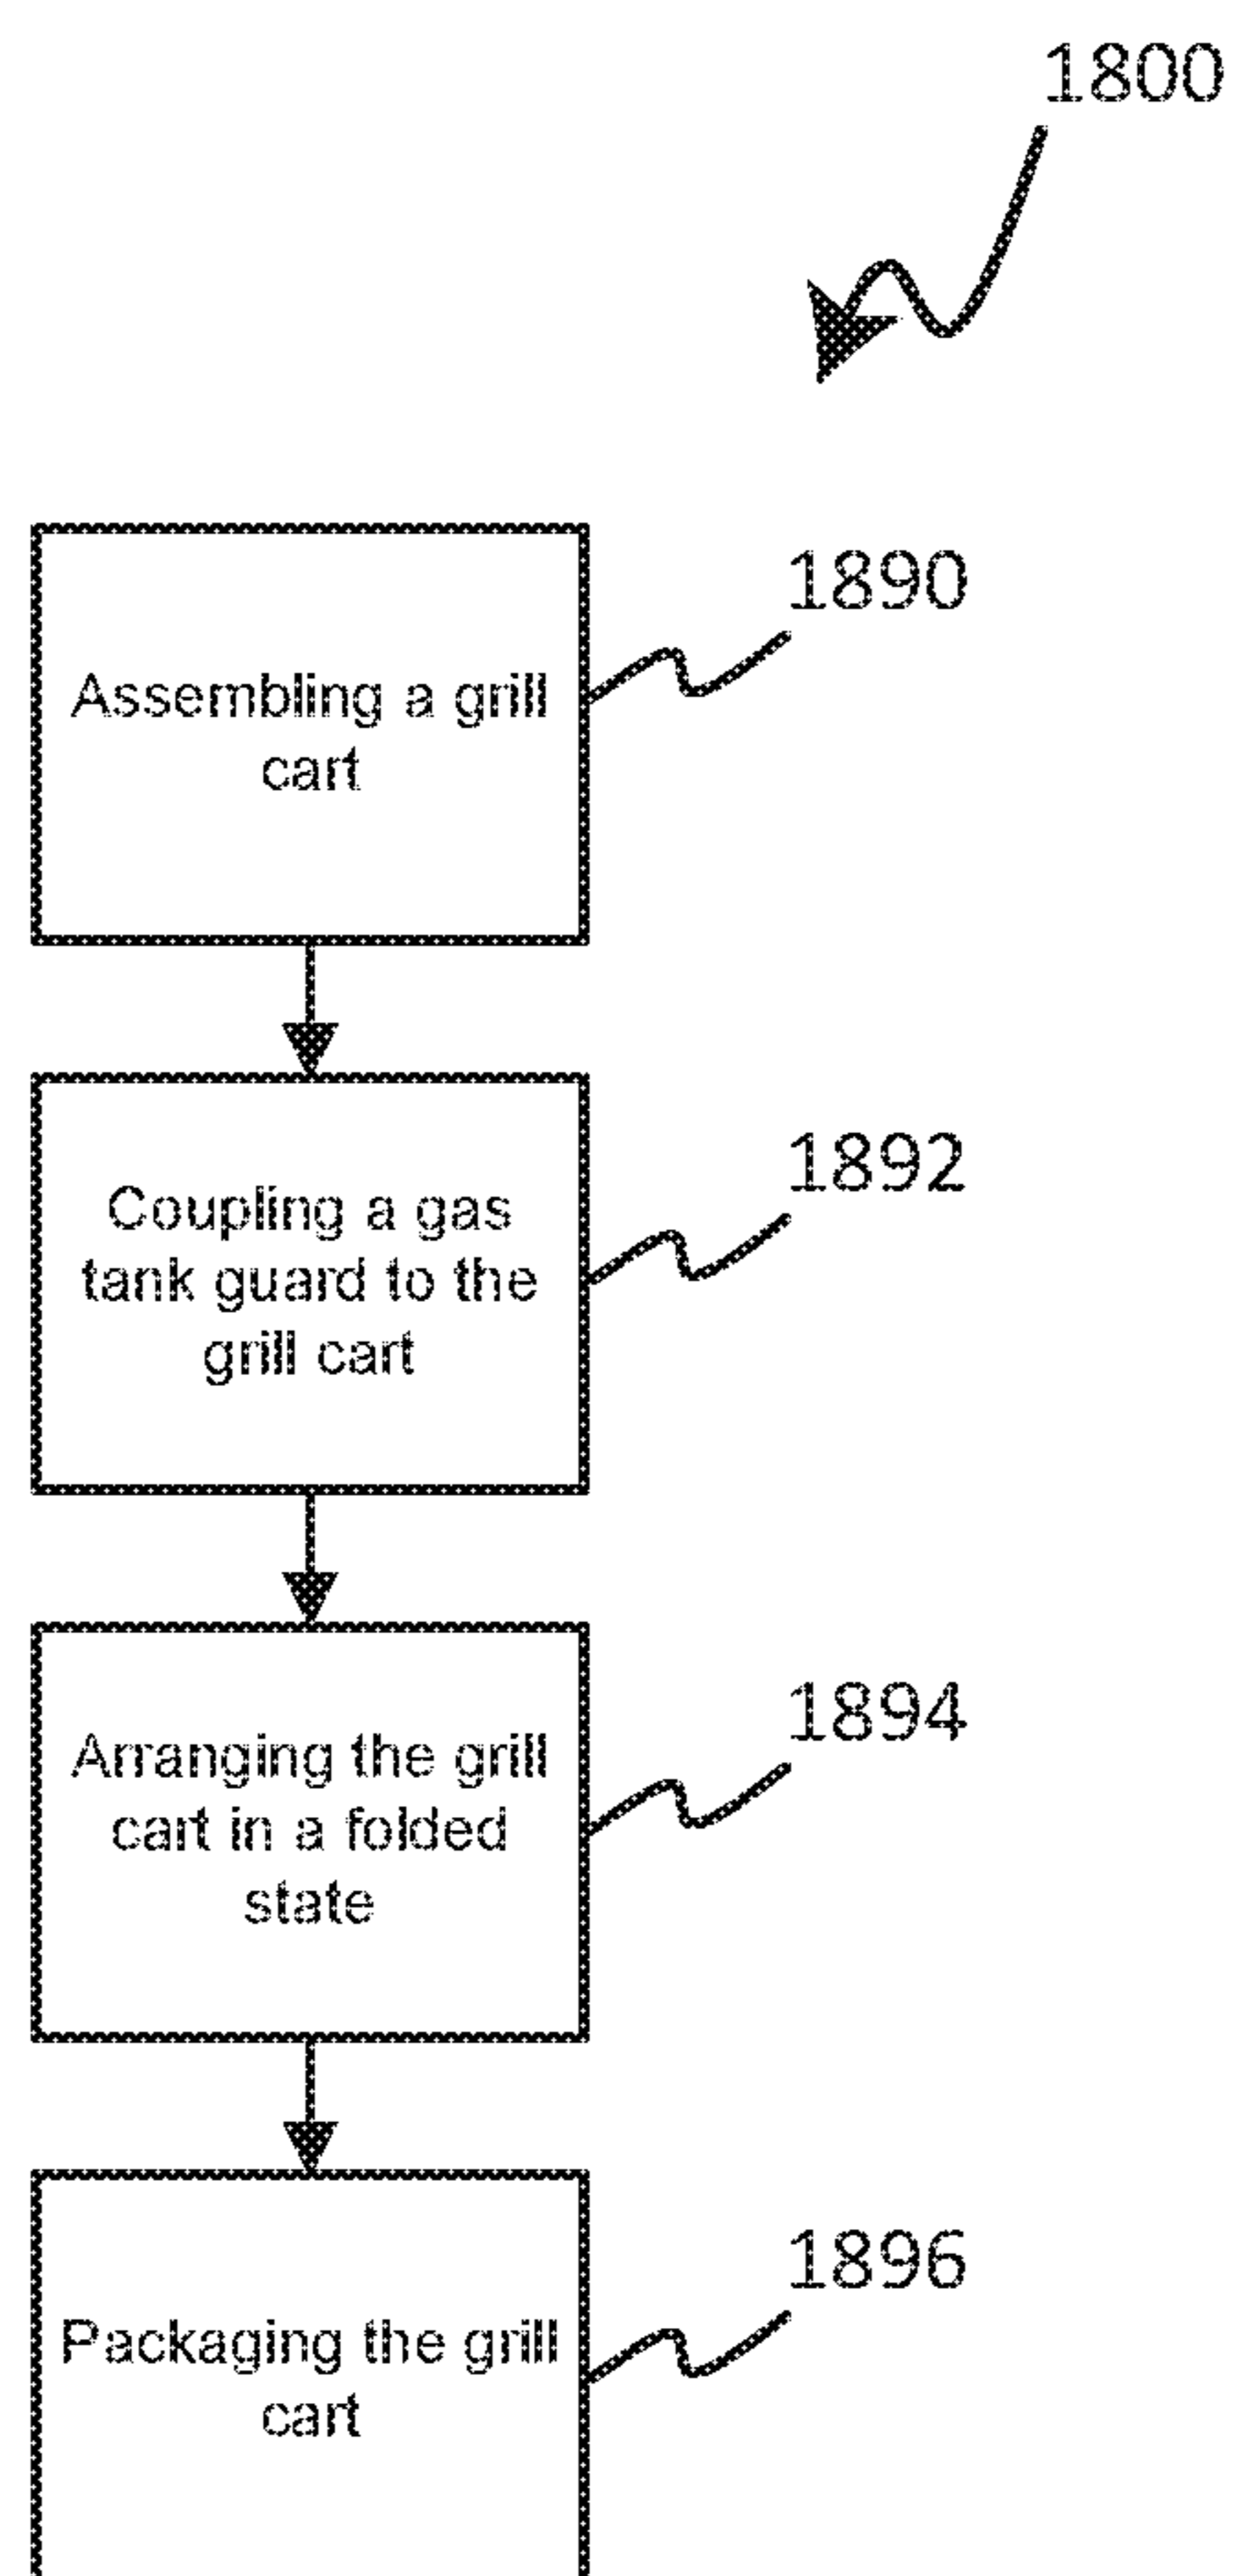 1800
1890
Assembling a grill
cart
1892
Coupling a gas
tank guard to the
grill cart
1894
Arranging the grill
cart in a folded
state
1896
Packaging the grill
cart